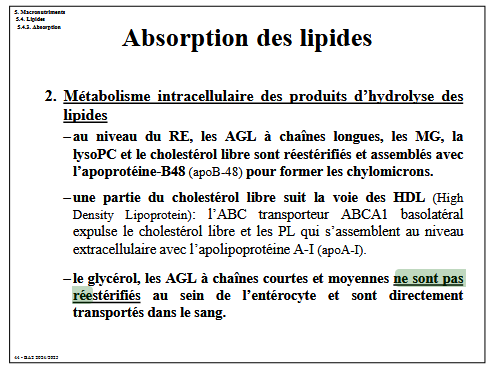 5. Macronutriments
5.4. Lipides
5.4.2. Absorption
Absorption des lipides
2. Métabolisme intracellulaire des produits d’hydrolyse des
lipides
–au niveau du RE, les AGL à chaînes longues, les MG, la
lysoPC et le cholestérol libre sont réestérifiés et assemblés avec
l’apoprotéine-B48 (apoB-48) pour former les chylomicrons.
–une partie du cholestérol libre suit la voie des HDL (High
Density Lipoprotein): l’ABC transporteur ABCA1 basolatéral
expulse le cholestérol libre et les PL qui s’assemblent au niveau
extracellulaire avec l’apolipoprotéine A-I (apoA-I).
–le glycérol, les AGL à chaînes courtes et moyennes ne sont pas
réestérifiés au sein de l’entérocyte et sont directement
transportés dans le sang.